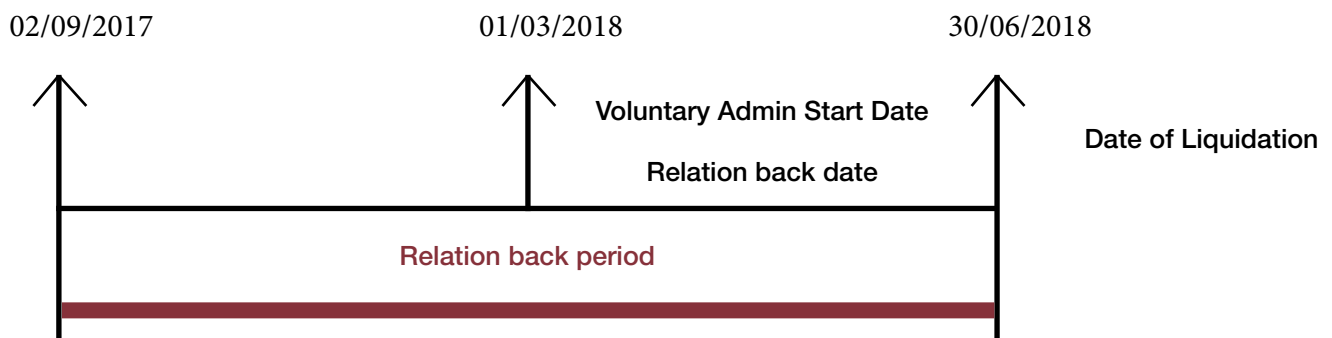 02/09/2017 01/03/2018 30/06/2018
Voluntary Admin Start Date
Date of Liquidation
Relation back date
Relation back period